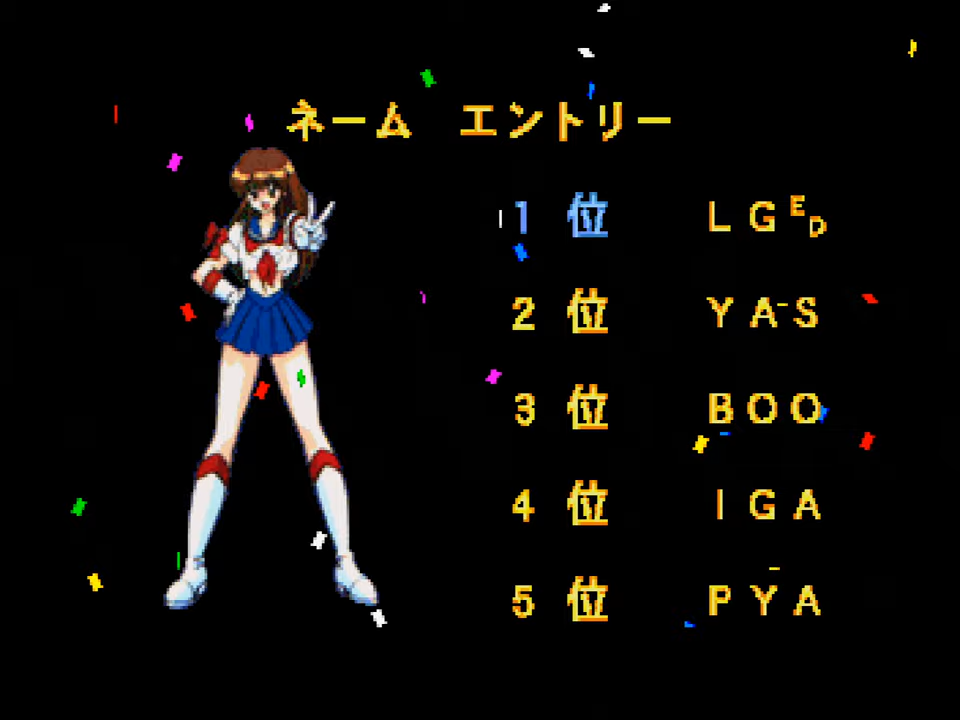 ネーム エントリー
1 位 LGED
2 位 YAS
3 位 BOO
4 位 IGA
5 位 PYA